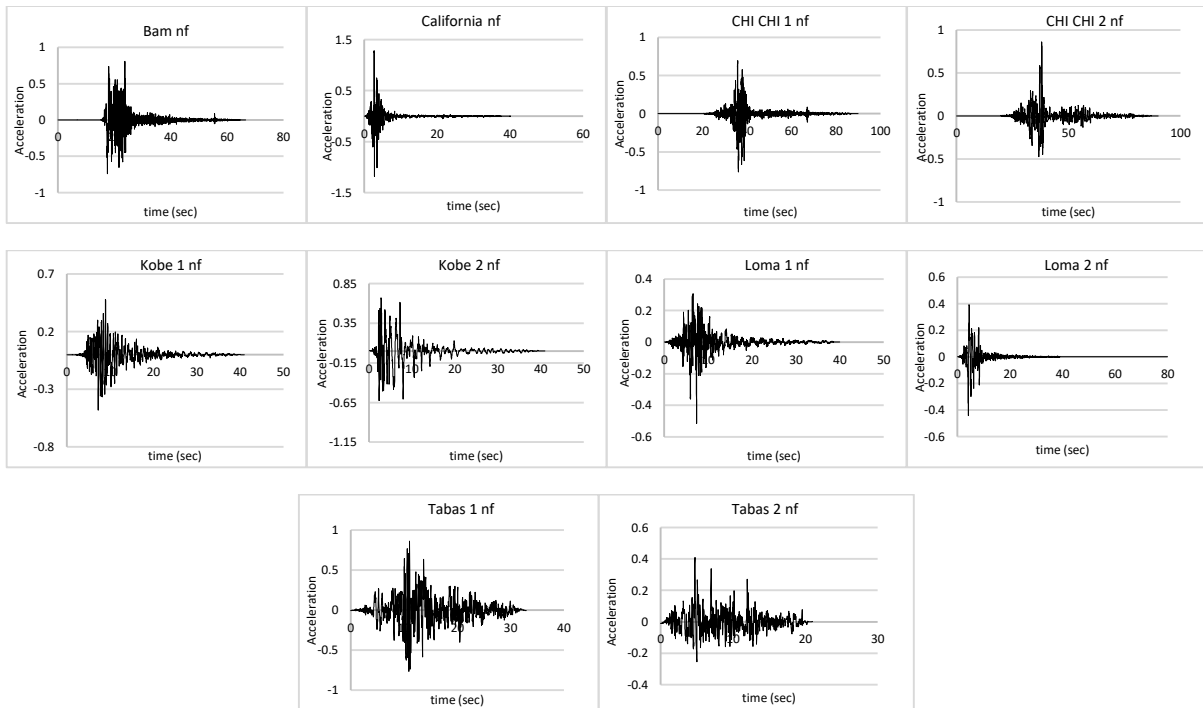 Bam nf
1
0.5
0
-0.5
-1
0 20 40 60 80
Acceleration
time (sec)
California nf
1.5
0.5
-0.5
-1.5
0 20 40 60
Acceleration
time (sec)
CHI CHI 1 nf
1
0.5
0
-0.5
-1
0 20 40 60 80 100
Acceleration
time (sec)
CHI CHI 2 nf
1
0.5
0
-0.5
-1
0 50 100
Acceleration
time (sec)
Kobe 1 nf
0.7
0.2
-0.3
-0.8
0 10 20 30 40 50
Acceleration
time (sec)
Kobe 2 nf
0.85
0.35
-0.15
-0.65
-1.15
0 10 20 30 40 50
Acceleration
time (sec)
Loma 1 nf
0.4
0.2
0
-0.2
-0.4
-0.6
0 10 20 30 40 50
Acceleration
time (sec)
Loma 2 nf
0.6
0.4
0.2
0
-0.2
-0.4
-0.6
0 20 40 60 80
Acceleration
time (sec)
Tabas 1 nf
1
0.5
0
-0.5
-1
0 10 20 30 40
Acceleration
time (sec)
Tabas 2 nf
0.6
0.4
0.2
0
-0.2
-0.4
0 10 20 30
Acceleration
time (sec)